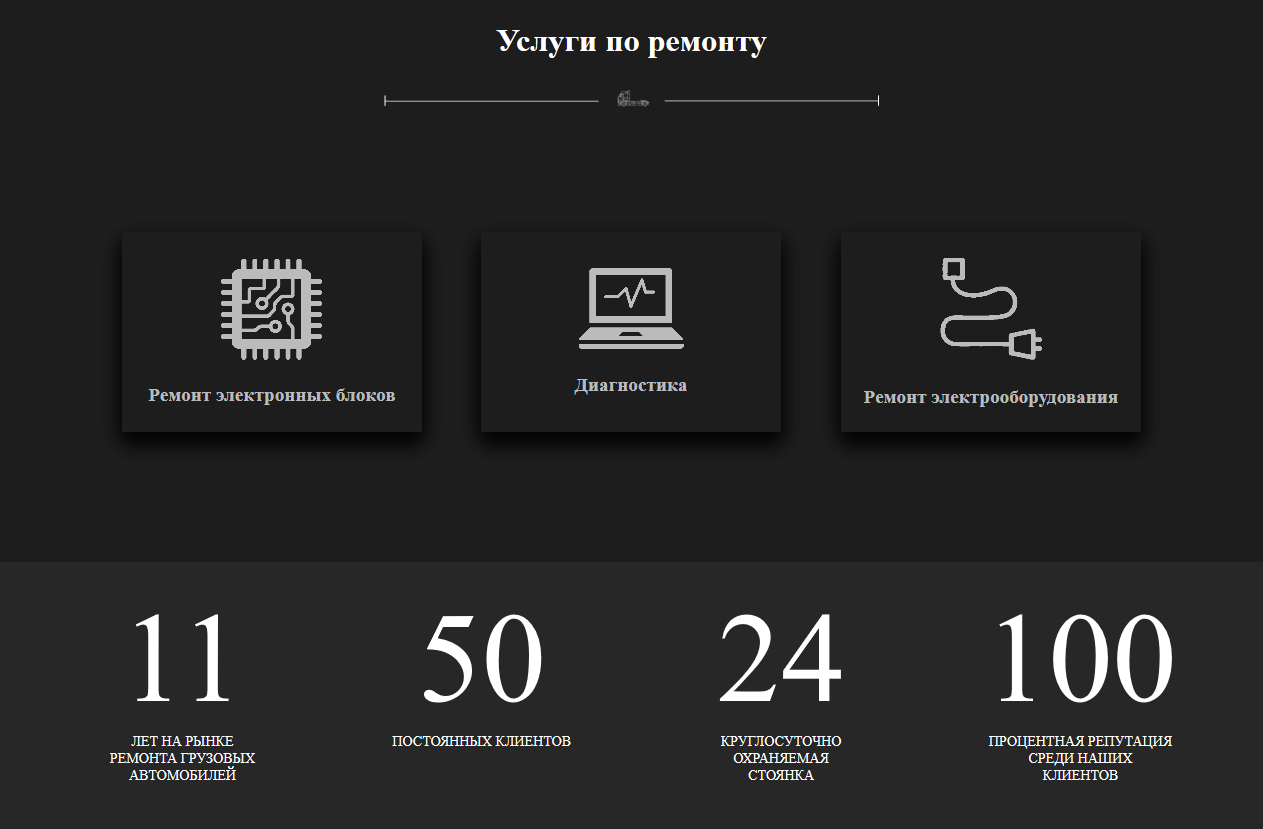 Услуги по ремонту
Ремонт электронных блоков
Диагностика
Ремонт электрооборудования
11
ЛЕТ НА РЫНКЕ
РЕМОНТА ГРУЗОВЫХ
АВТОМОБИЛЕЙ
50
ПОСТОЯННЫХ КЛИЕНТОВ
24
КРУГЛОСУТОЧНО
ОХРАНЯЕМАЯ
СТОЯНКА
100
ПРОЦЕНТНАЯ РЕПУТАЦИЯ
СРЕДИ НАШИХ
КЛИЕНТОВ